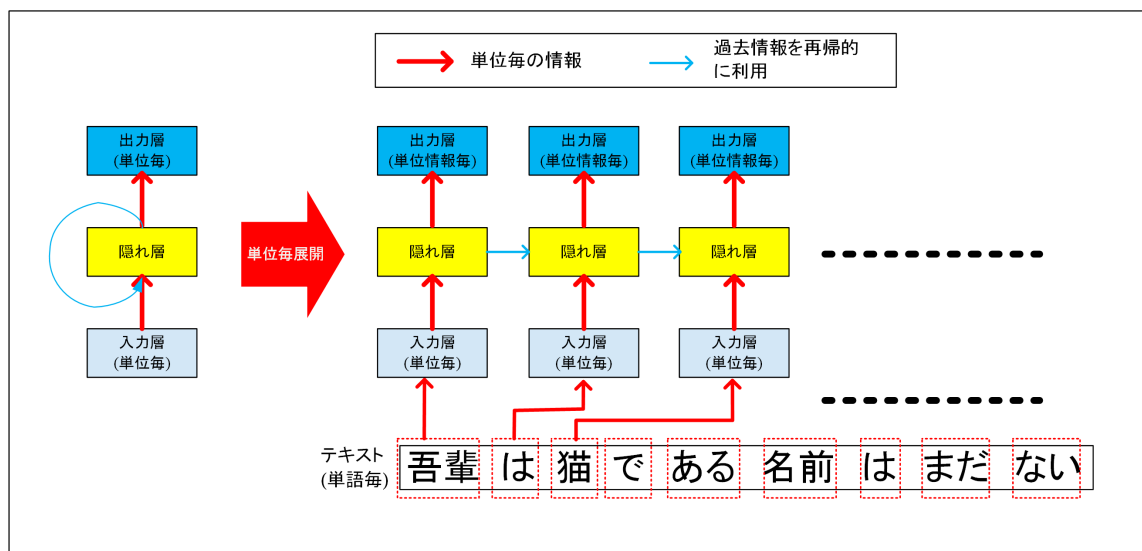 単位毎の情報
過去情報を再帰的
に利用
出力層
(単位毎)
隠れ層
入力層
(単位毎)
単位毎展開
出力層
(単位情報毎)
出力層
(単位情報毎)
出力層
(単位情報毎)
隠れ層
隠れ層
隠れ層
入力層
(単位毎)
入力層
(単位毎)
入力層
(単位毎)
テキスト
(単語毎)
吾輩 は 猫 で ある 名前 は まだ ない